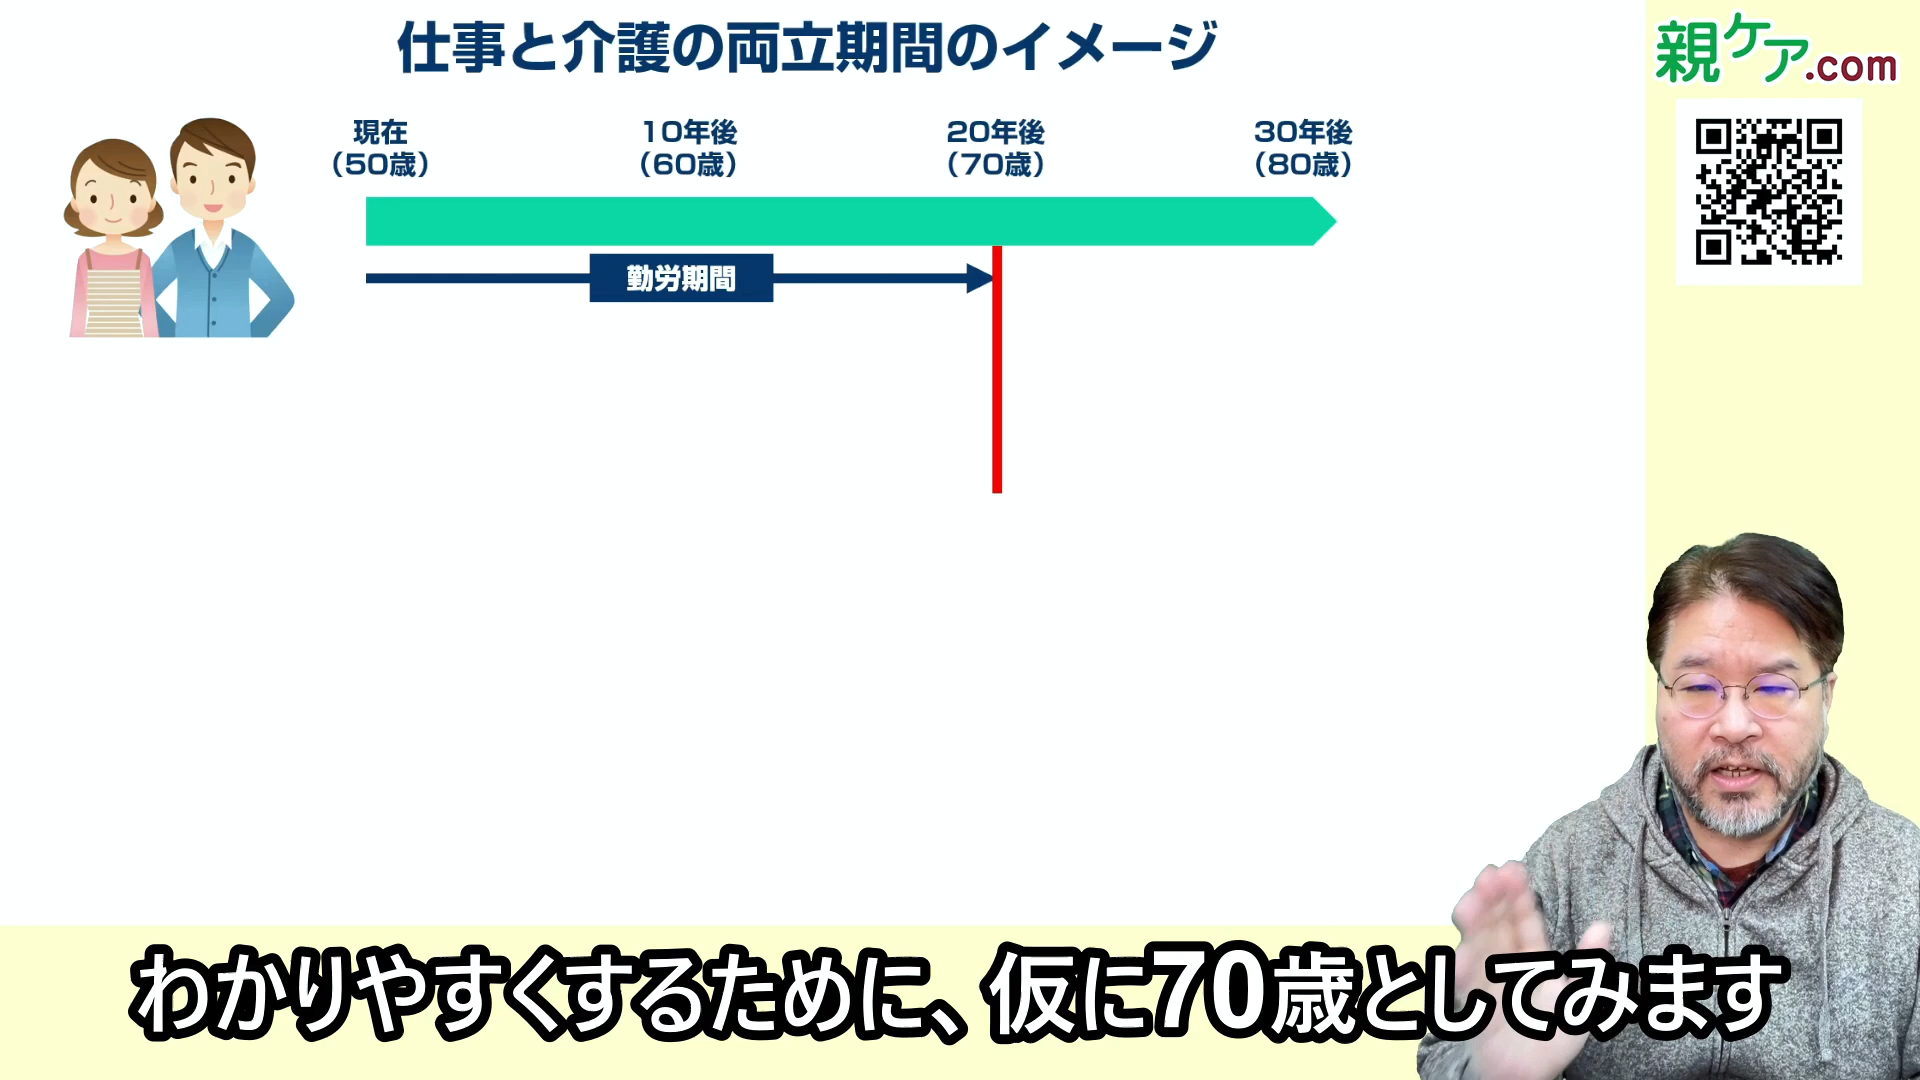 仕事と介護の両立期間のイメージ
親ケア.com
現在
(50歳)
10年後
(60歳)
20年後
(70歳)
30年後
(80歳)
勤労期間
わかりやすくするために、仮に70歳としてみます